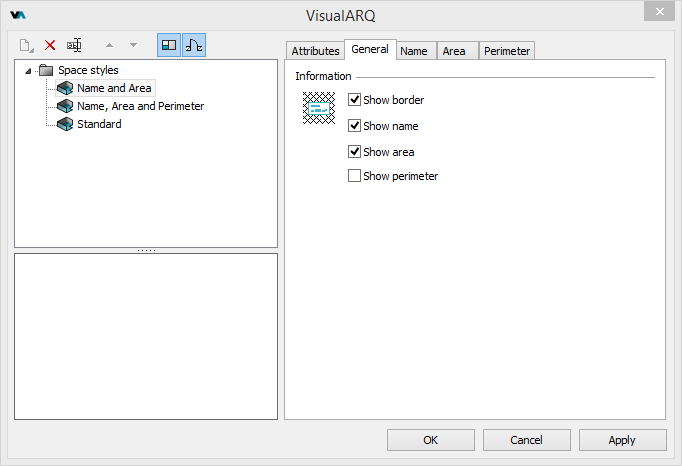 VisualARQ
Attributes General Name Area Perimeter
Space styles
Name and Area
Name, Area and Perimeter
Standard
Information
Show border
Show name
Show area
Show perimeter
OK Cancel Apply